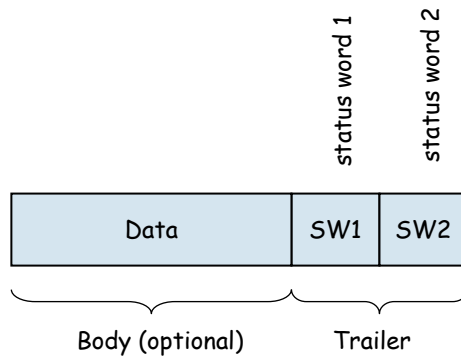 status word 1
status word 2
Data
SW1
SW2
Body (optional)
Trailer